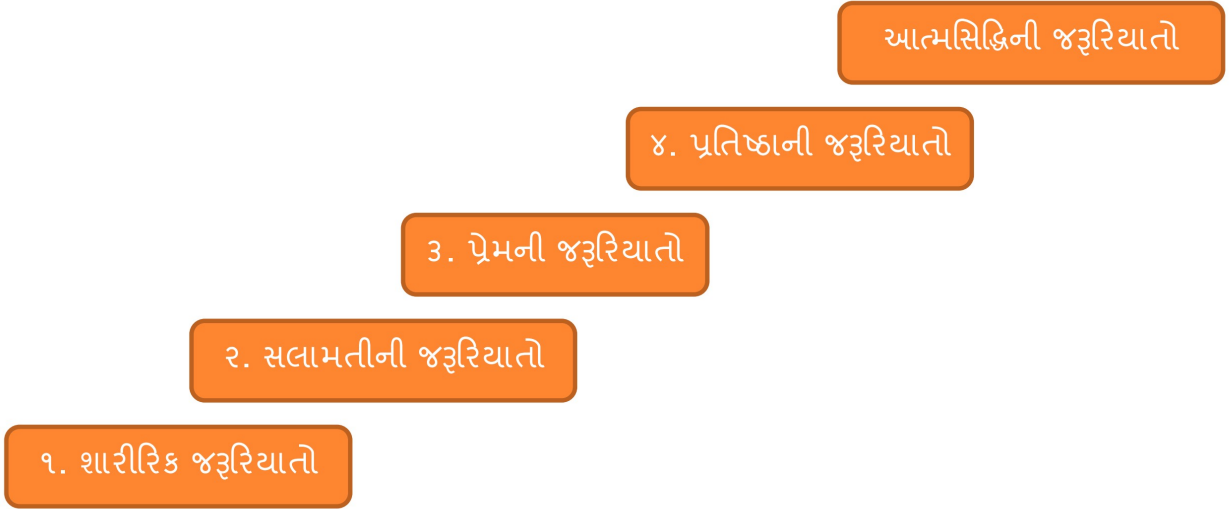 આત્મસિદ્ધિની જરૂરિયાતો
૪. પ્રતિષ્ઠાની જરૂરિયાતો
૩. પ્રેમની જરૂરિયાતો
૨. સલામતીની જરૂરિયાતો
૧. શારીરિક જરૂરિયાતો